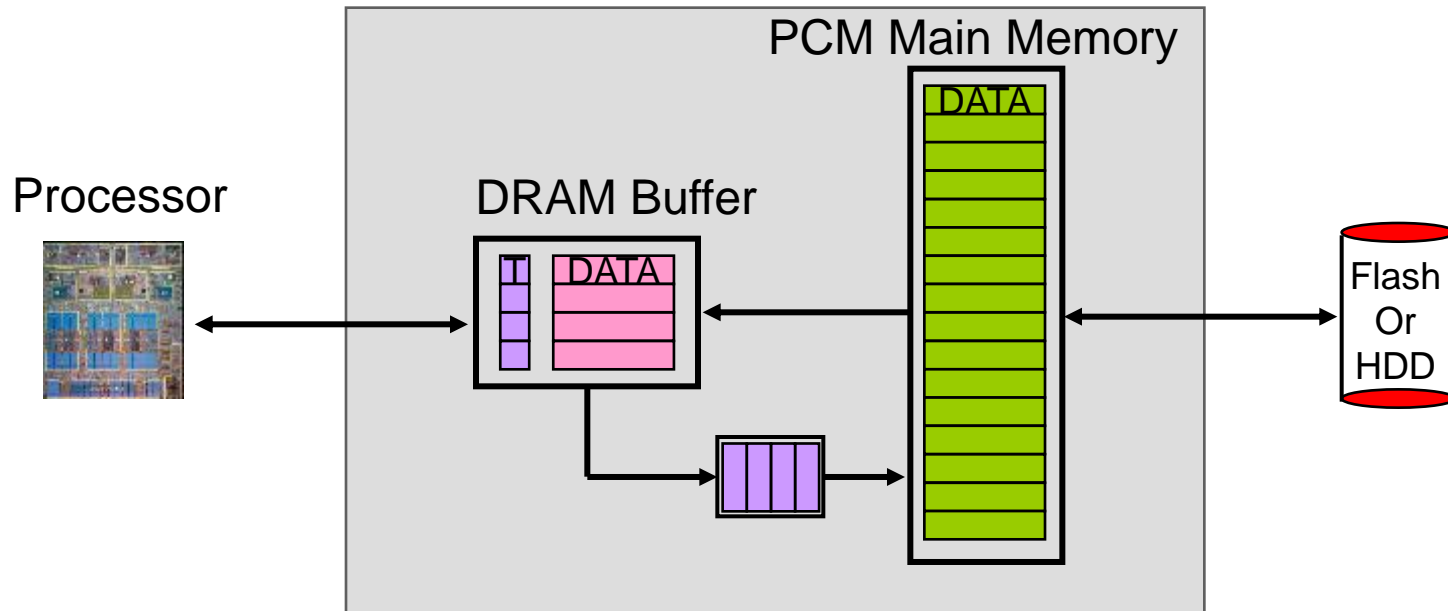 PCM Main Memory
DATA
Processor
DRAM Buffer
T
DATA
Flash
Or
HDD